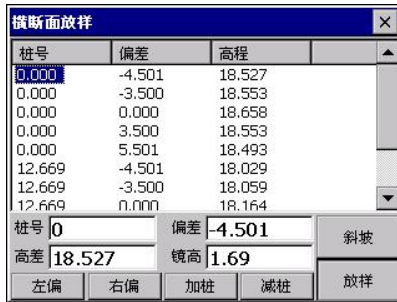 横断面放样
桩号 偏差 高程
0.000 -4.501 18.527
0.000 -3.500 18.553
0.000 0.000 18.658
0.000 3.500 18.553
0.000 5.501 18.493
12.669 -4.501 18.029
12.669 -3.500 18.059
12.669 0.000 18.164
桩号 0 偏差 -4.501 斜坡
高差 18.527 镜高 1.69
左偏 右偏 加桩 减桩 放样